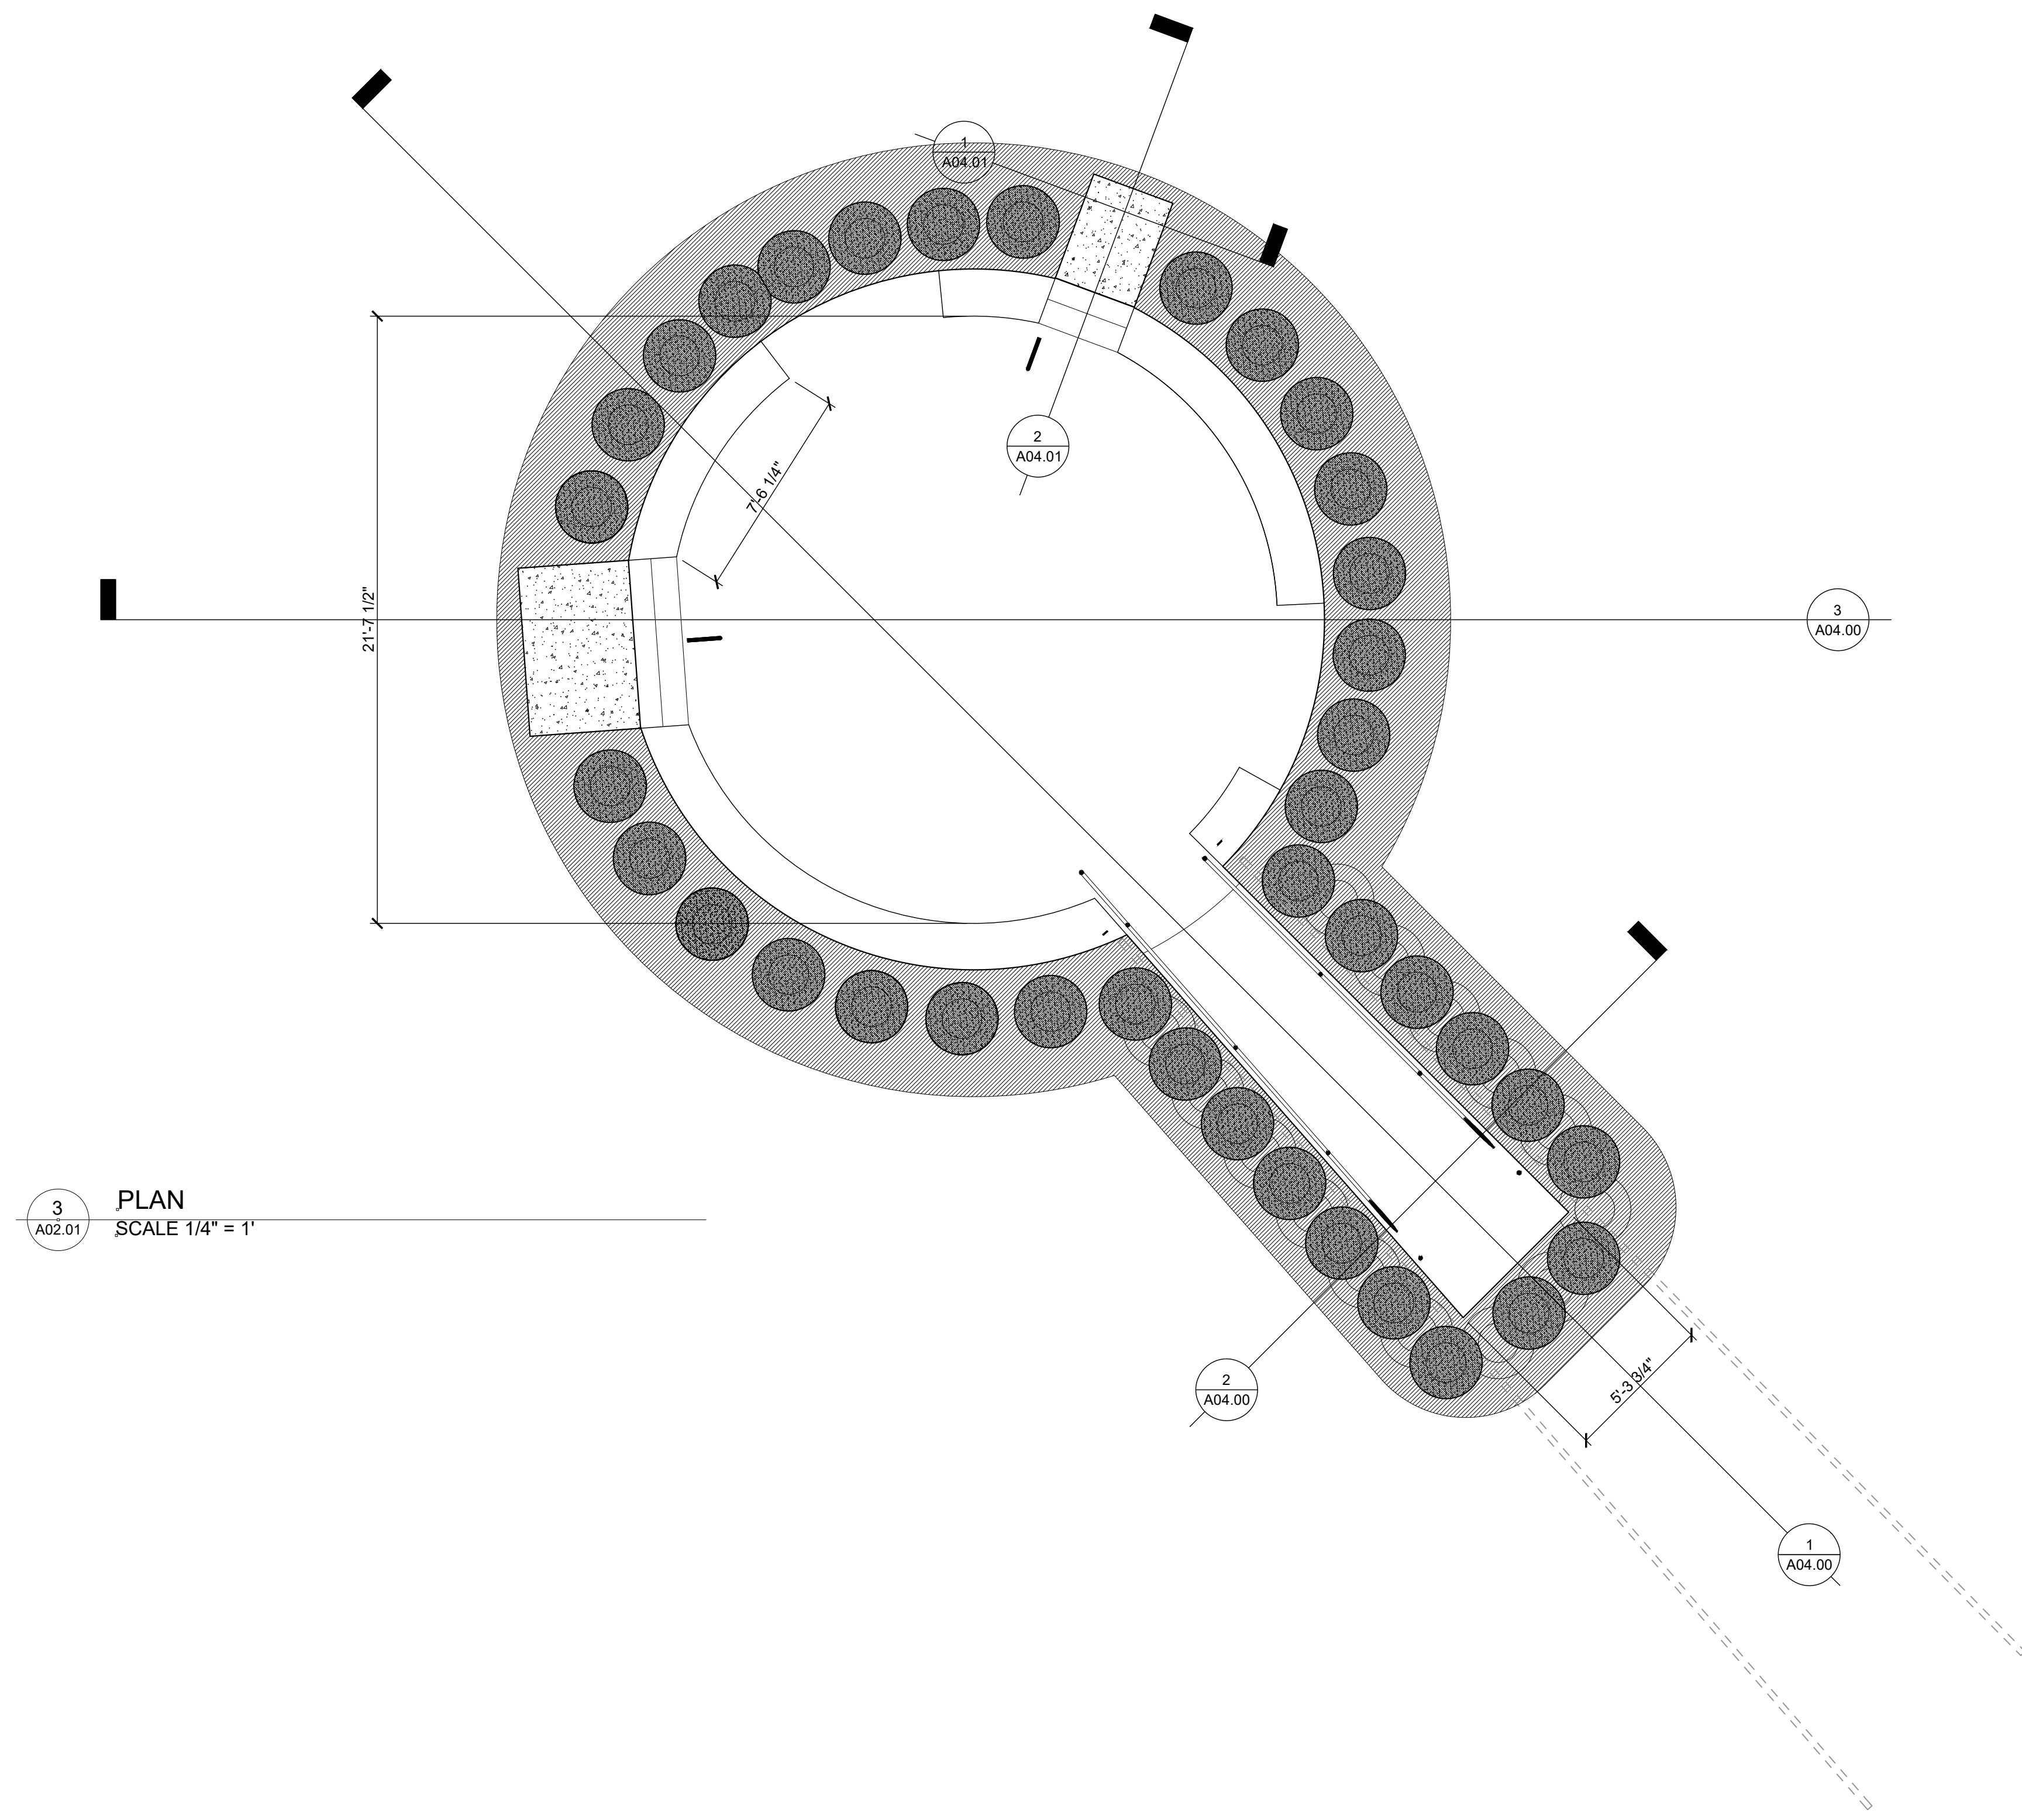 1
A04.01
2
A04.01
7'-6 1/4"
21'-7 1/2"
3
A04.00
3
A02.01
PLAN
SCALE 1/4" = 1'
2
A04.00
5'-3 3/4"
1
A04.00